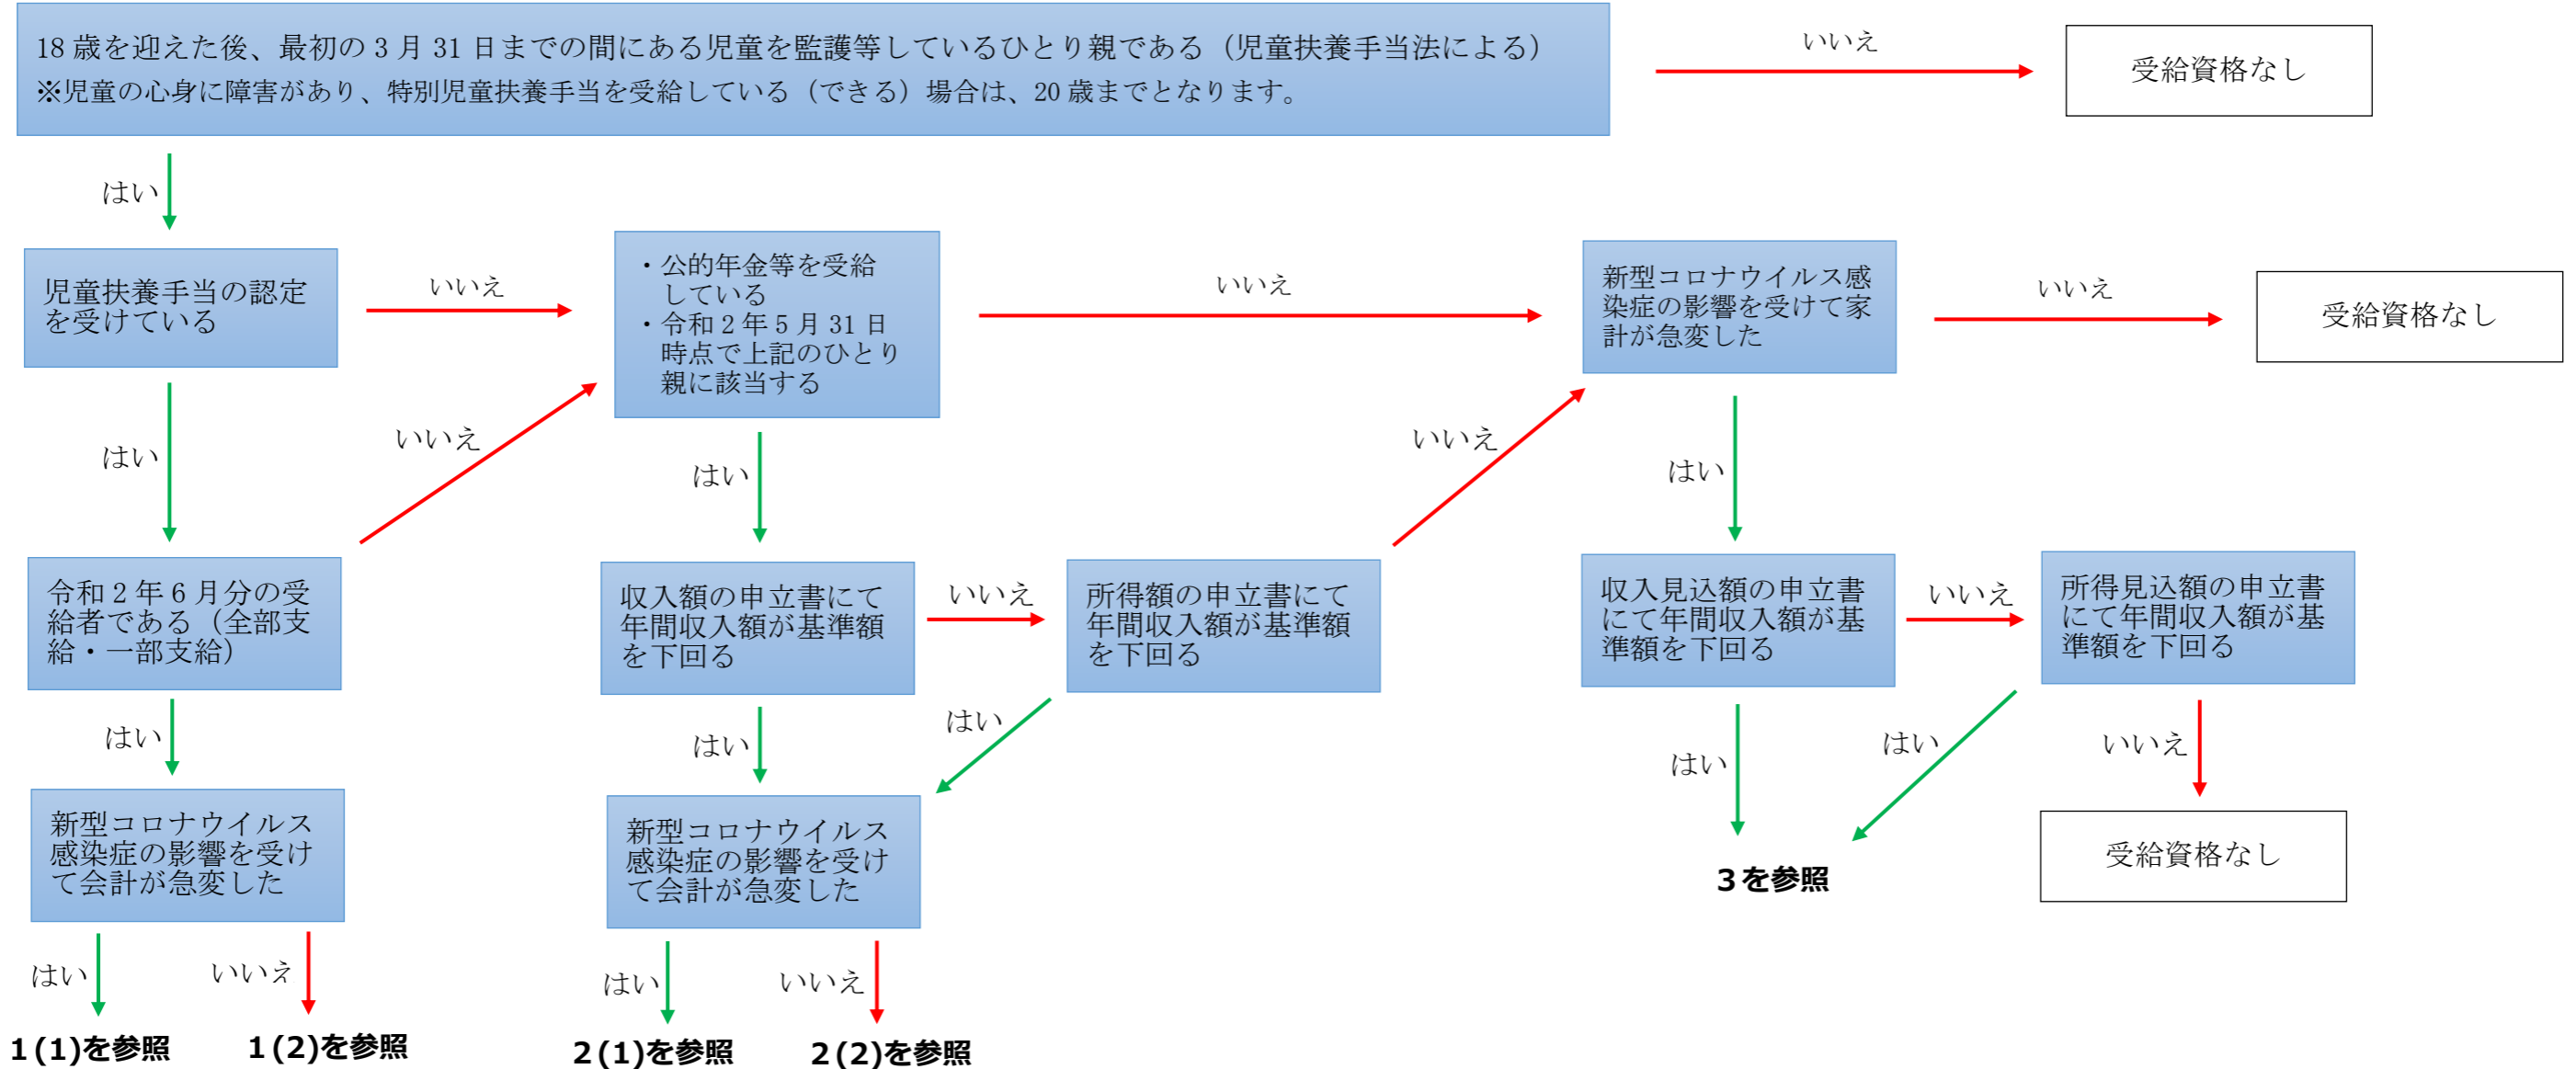 18 歳を迎えた後、最初の 3 月 31 日までの間にある児童を監護等しているひとり親である（児童扶養手当法による）
※児童の心身に障害があり、特別児童扶養手当を受給している（できる）場合は、20 歳までとなります。
いいえ
受給資格なし
はい
児童扶養手当の認定
を受けている
いいえ
・公的年金等を受給
している
・令和 2 年 5 月 31 日
時点で上記のひとり
親に該当する
いいえ
新型コロナウイルス感
染症の影響を受けて家
計が急変した
いいえ
受給資格なし
はい
いいえ
はい
いいえ
はい
令和 2 年 6 月分の受
給者である（全部支
給・一部支給）
収入額の申立書にて
年間収入額が基準額
を下回る
いいえ
所得額の申立書にて
年間収入額が基準額
を下回る
収入見込額の申立書
にて年間収入額が基
準額を下回る
いいえ
所得見込額の申立書
にて年間収入額が基
準額を下回る
はい
はい
はい
はい
はい
いいえ
新型コロナウイルス
感染症の影響を受け
て会計が急変した
新型コロナウイルス
感染症の影響を受け
て会計が急変した
３を参照
受給資格なし
はい
いいえ
はい
いいえ
１(1)を参照
１(2)を参照
２(1)を参照
２(2)を参照